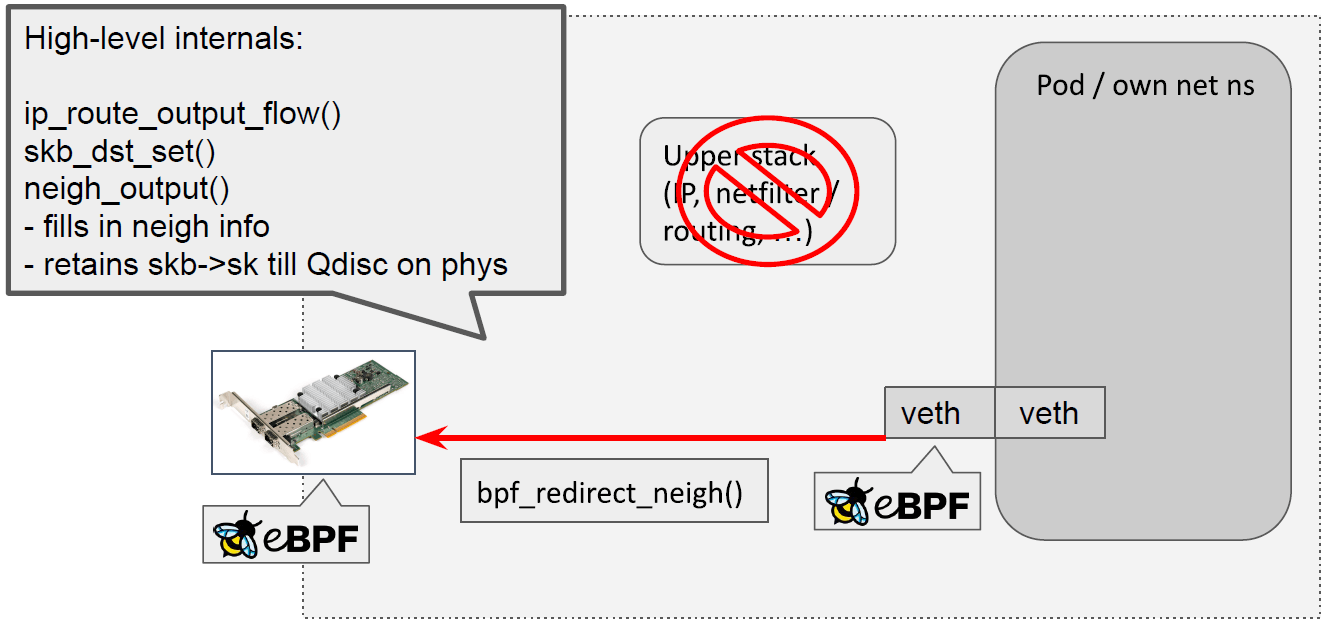 High-level internals:
ip_route_output_flow()
skb_dst_set()
neigh_output()
- fills in neigh info
- retains skb->sk till Qdisc on phys
Pod / own net ns
Upper stack
(IP, netfilter /
routing, …)
veth
veth
bpf_redirect_neigh()
eBPF
eBPF